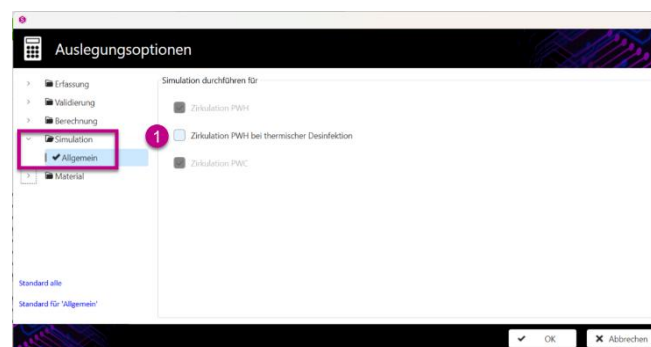 Auslegungsoptionen
Erfassung
Validierung
Berechnung
Simulation
Allgemein
Material
Standard alle
Standard für 'Allgemein'
Simulation durchführen für
Zirkulation PWH
1 Zirkulation PWH bei thermischer Desinfektion
Zirkulation PWC
OK Abbrechen